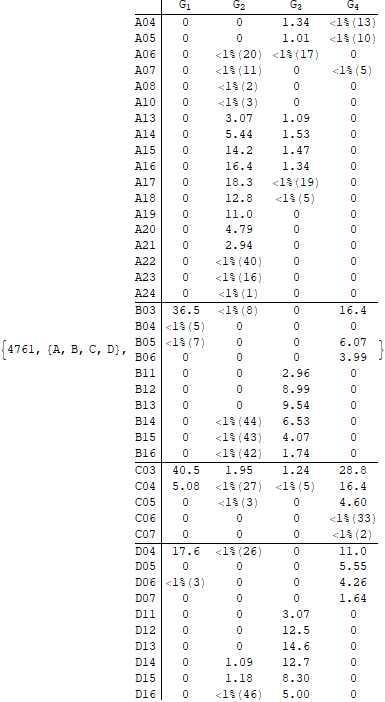 G1 G2 G3 G4
A04 0 0 1.34 <1%(13)
A05 0 0 1.01 <1%(10)
A06 0 <1%(20) <1%(17) 0
A07 0 <1%(11) 0 <1%(5)
A08 0 <1%(2) 0 0
A10 0 <1%(3) 0 0
A13 0 3.07 1.09 0
A14 0 5.44 1.53 0
A15 0 14.2 1.47 0
A16 0 16.4 1.34 0
A17 0 18.3 <1%(19) 0
A18 0 12.8 <1%(5) 0
A19 0 11.0 0 0
A20 0 4.79 0 0
A21 0 2.94 0 0
A22 0 <1%(40) 0 0
A23 0 <1%(16) 0 0
A24 0 <1%(1) 0 0
B03 36.5 <1%(8) 0 16.4
B04 <1%(5) 0 0 0
{4761, {A, B, C, D}, B05 <1%(7) 0 0 6.07 }
B06 0 0 0 3.99
B11 0 0 2.96 0
B12 0 0 8.99 0
B13 0 0 9.54 0
B14 0 <1%(44) 6.53 0
B15 0 <1%(43) 4.07 0
B16 0 <1%(42) 1.74 0
C03 40.5 1.95 1.24 28.8
C04 5.08 <1%(27) <1%(5) 16.4
C05 0 <1%(3) 0 4.60
C06 0 0 0 <1%(33)
C07 0 0 0 <1%(2)
D04 17.6 <1%(26) 0 11.0
D05 0 0 0 5.55
D06 <1%(3) 0 0 4.26
D07 0 0 0 1.64
D11 0 0 3.07 0
D12 0 0 12.5 0
D13 0 0 14.6 0
D14 0 1.09 12.7 0
D15 0 1.18 8.30 0
D16 0 <1%(46) 5.00 0